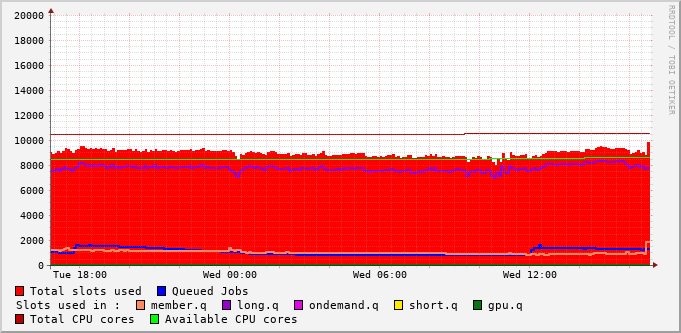 20000
18000
16000
14000
12000
10000
8000
6000
4000
2000
0
Tue 18:00 Wed 00:00 Wed 06:00 Wed 12:00
RRDTOOL / TOBI OETIKER
Total slots used Queued Jobs
Slots used in : member.q long.q ondemand.q short.q gpu.q
Total CPU cores Available CPU cores